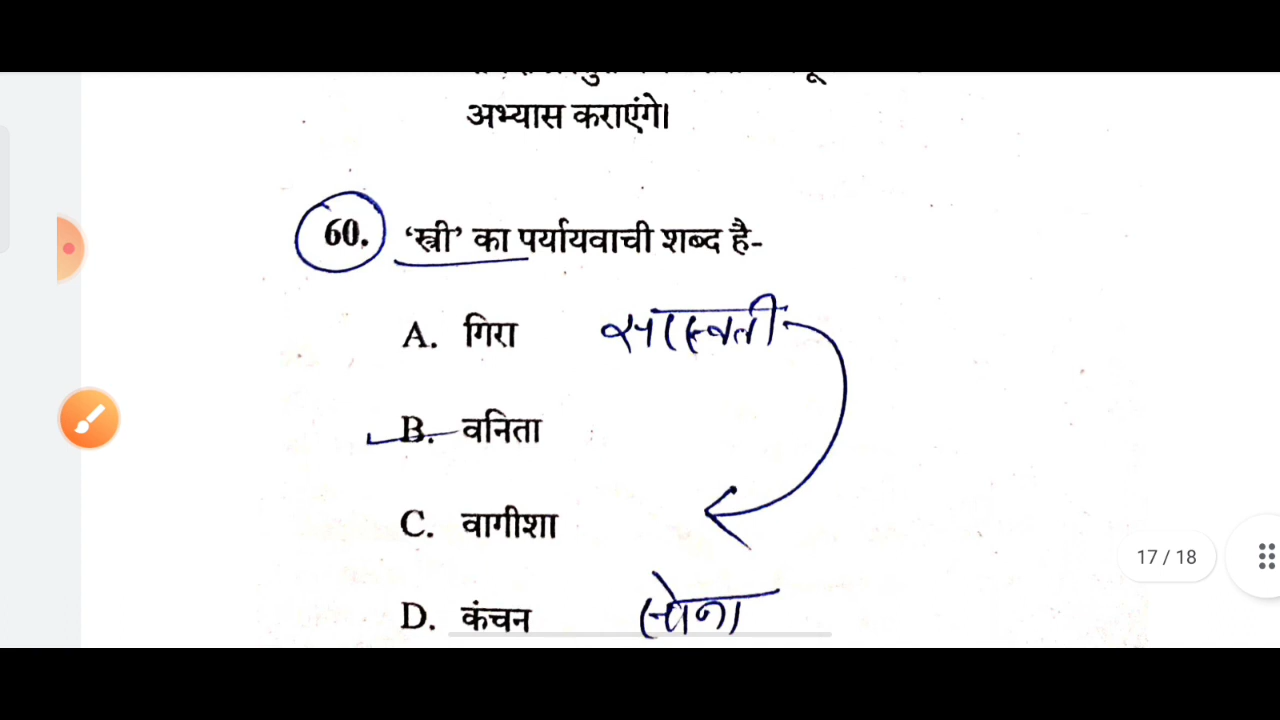 अभ्यास कराएंगे।
60. ‘स्त्री’ का पर्यायवाची शब्द है-
A. गिरा सरस्वती
B. वनिता
C. वागीशा
D. कंचन सोना
17 / 18